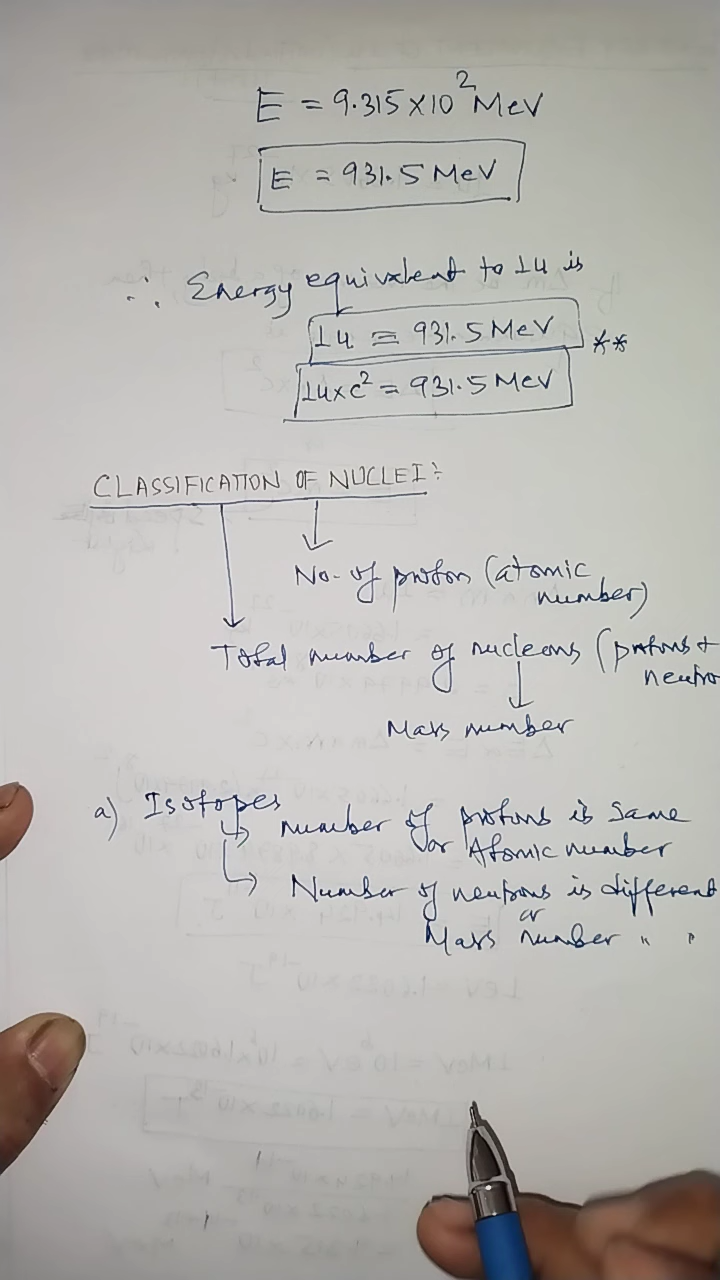 E = 9.315×10² MeV
E = 931.5 MeV
∴ Energy equivalent to 1u is
1u = 931.5 MeV **
1u×c² = 931.5 MeV
CLASSIFICATION OF NUCLEI:
No. of proton (atomic
number)
Total number of nucleons (protons +
neutro
Mass number
a) Isotopes
number of protons is same
or Atomic number
Number of neutrons is different
or
Mass number " "